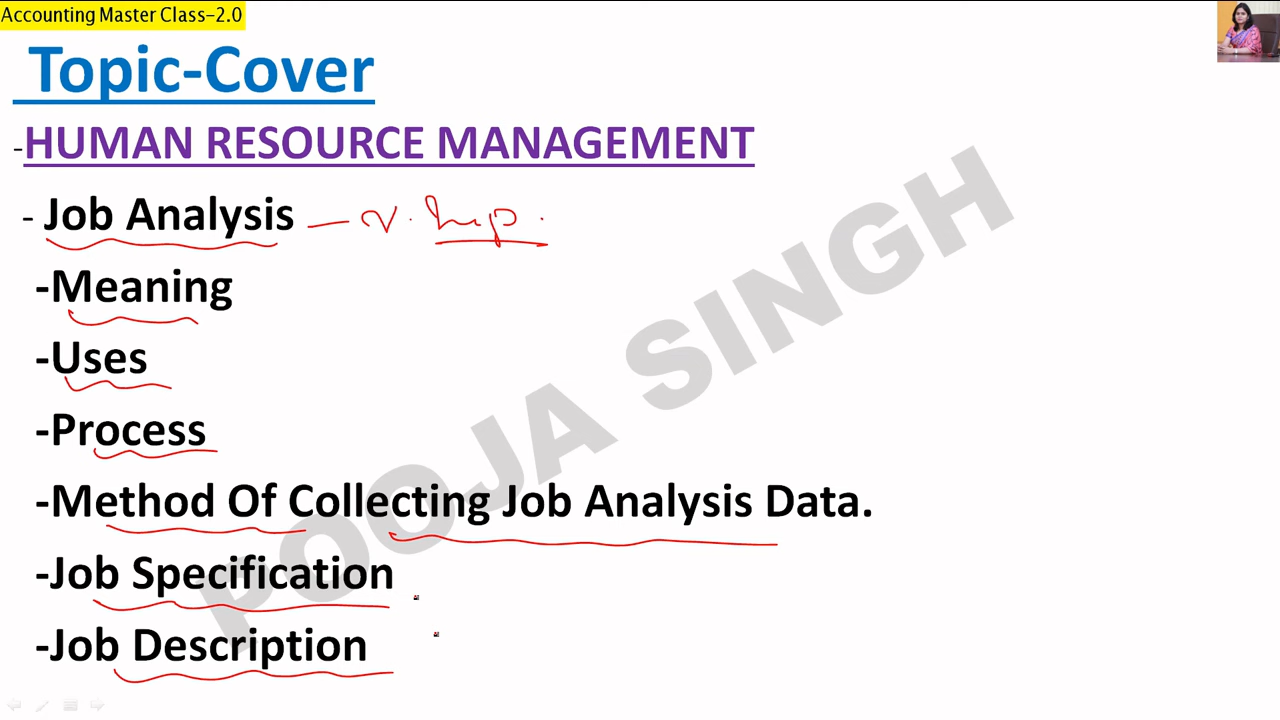 Accounting Master Class-2.0
Topic-Cover
-HUMAN RESOURCE MANAGEMENT
- Job Analysis — v. Imp.
-Meaning
-Uses
-Process
-Method Of Collecting Job Analysis Data.
-Job Specification
-Job Description
POOJA SINGH